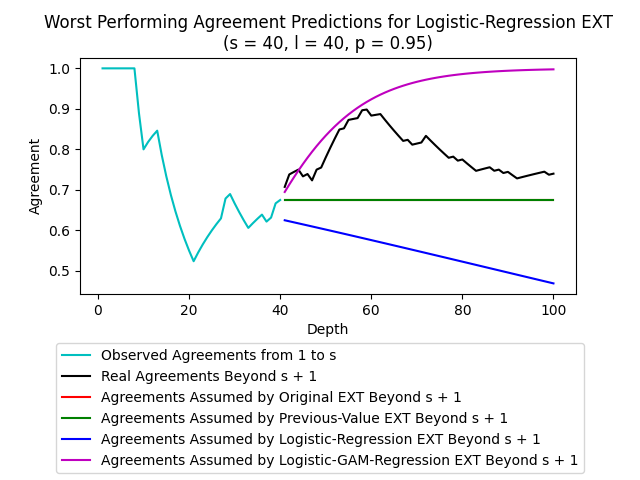 Worst Performing Agreement Predictions for Logistic-Regression EXT
(s = 40, l = 40, p = 0.95)
1.0
0.9
0.8
0.7
0.6
0.5
Agreement
0 20 40 60 80 100
Depth
Observed Agreements from 1 to s
Real Agreements Beyond s + 1
Agreements Assumed by Original EXT Beyond s + 1
Agreements Assumed by Previous-Value EXT Beyond s + 1
Agreements Assumed by Logistic-Regression EXT Beyond s + 1
Agreements Assumed by Logistic-GAM-Regression EXT Beyond s + 1